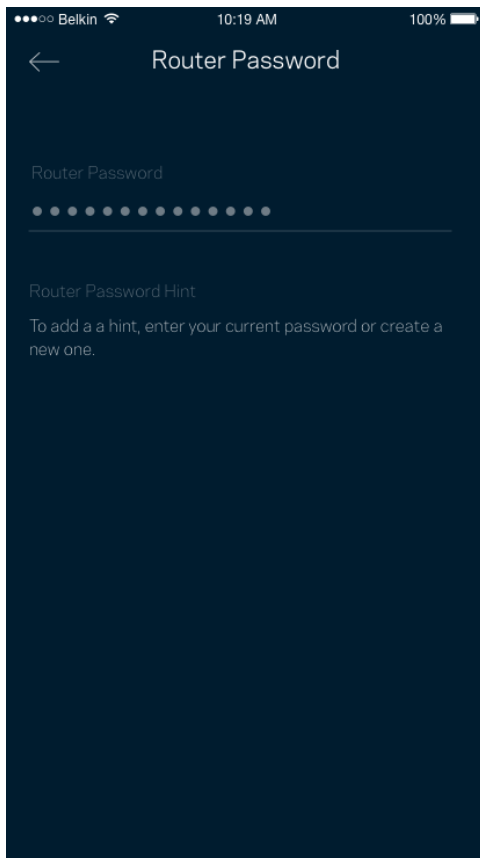 ●●●○○ Belkin 10:19 AM 100%
Router Password
Router Password
●●●●●●●●●●●●●●
Router Password Hint
To add a a hint, enter your current password or create a
new one.